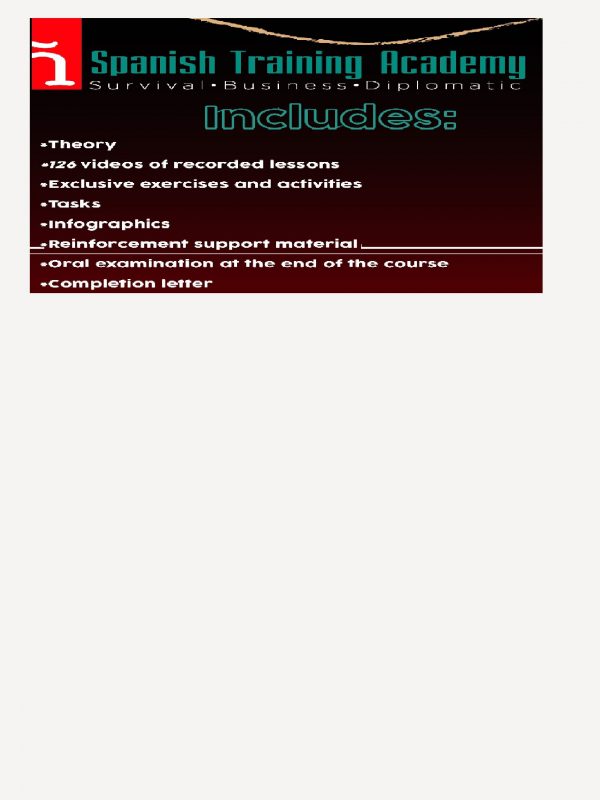 Spanish Training Academy
Survival•Business•Diplomatic
Includes:
•Theory
•126 videos of recorded lessons
•Exclusive exercises and activities
•Tasks
•Infographics
•Reinforcement support material
•Oral examination at the end of the course
•Completion letter